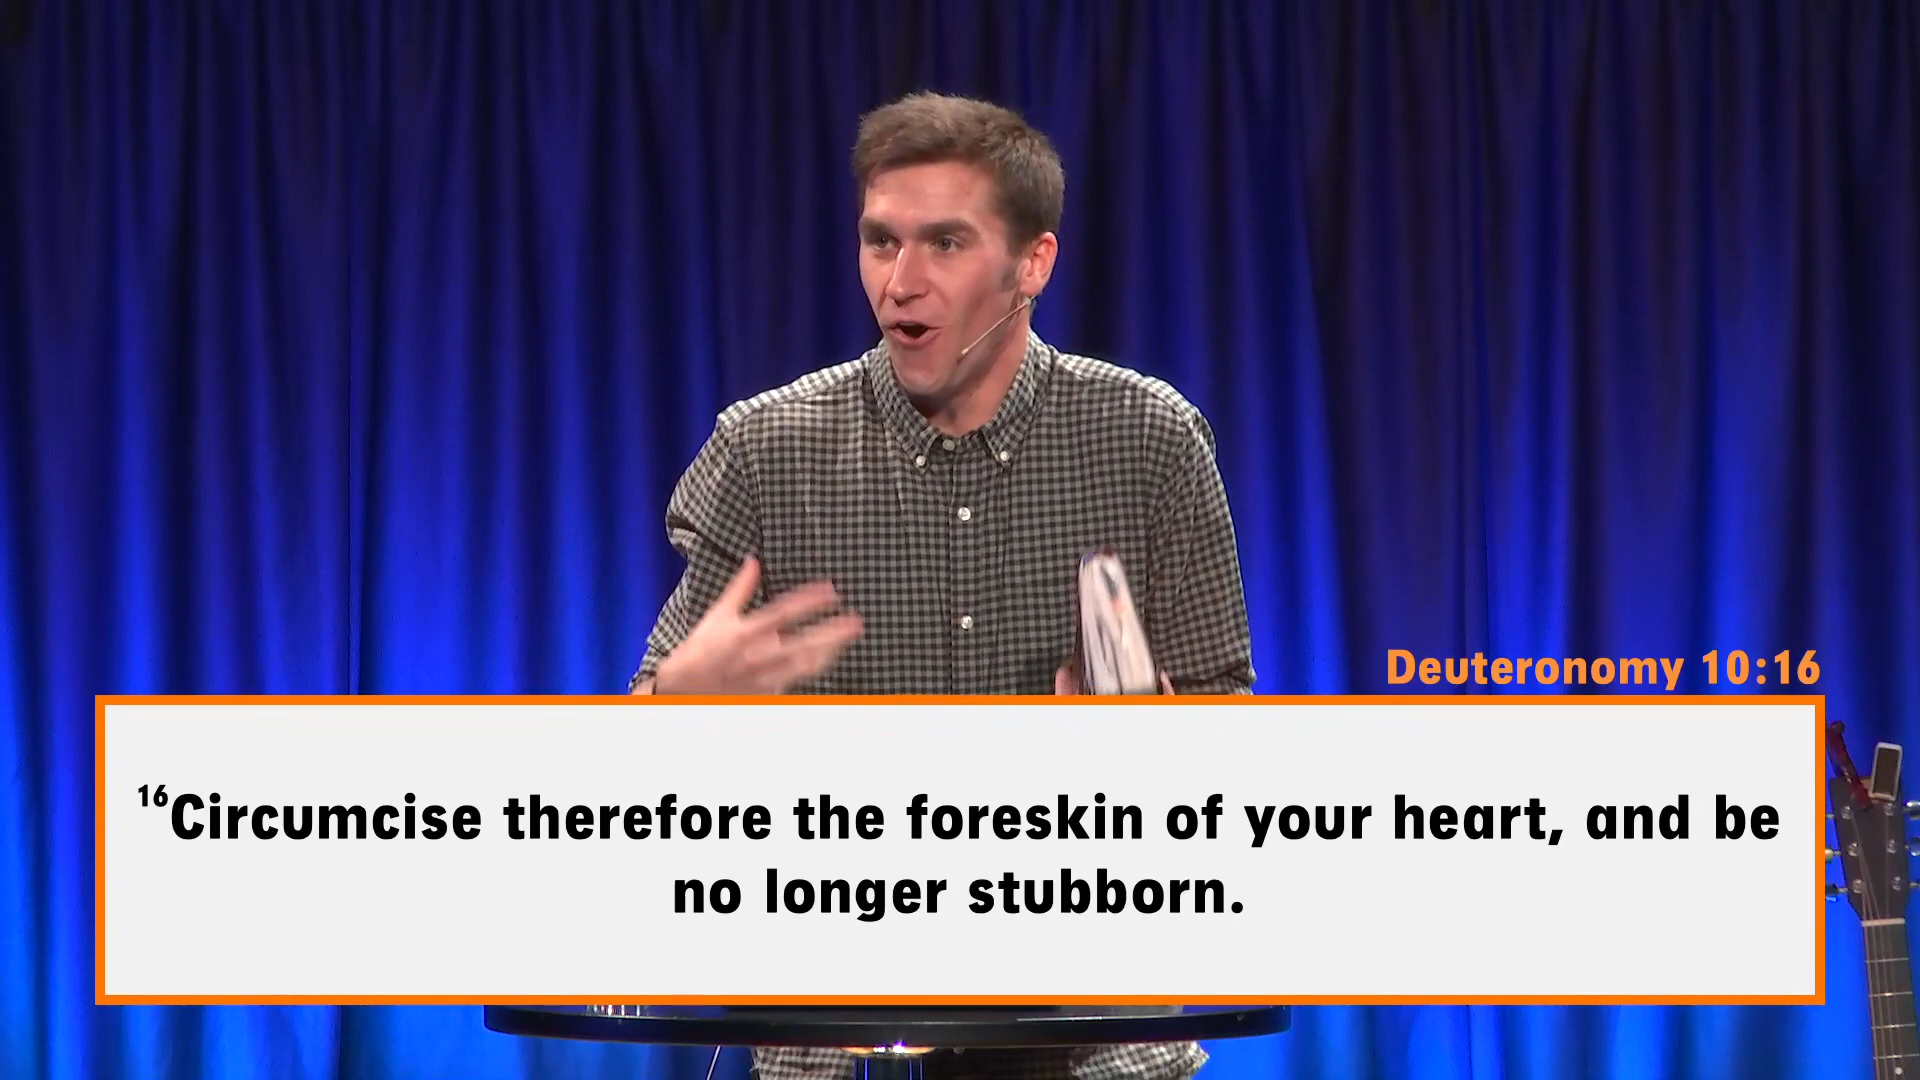 Deuteronomy 10:16
16Circumcise therefore the foreskin of your heart, and be
no longer stubborn.